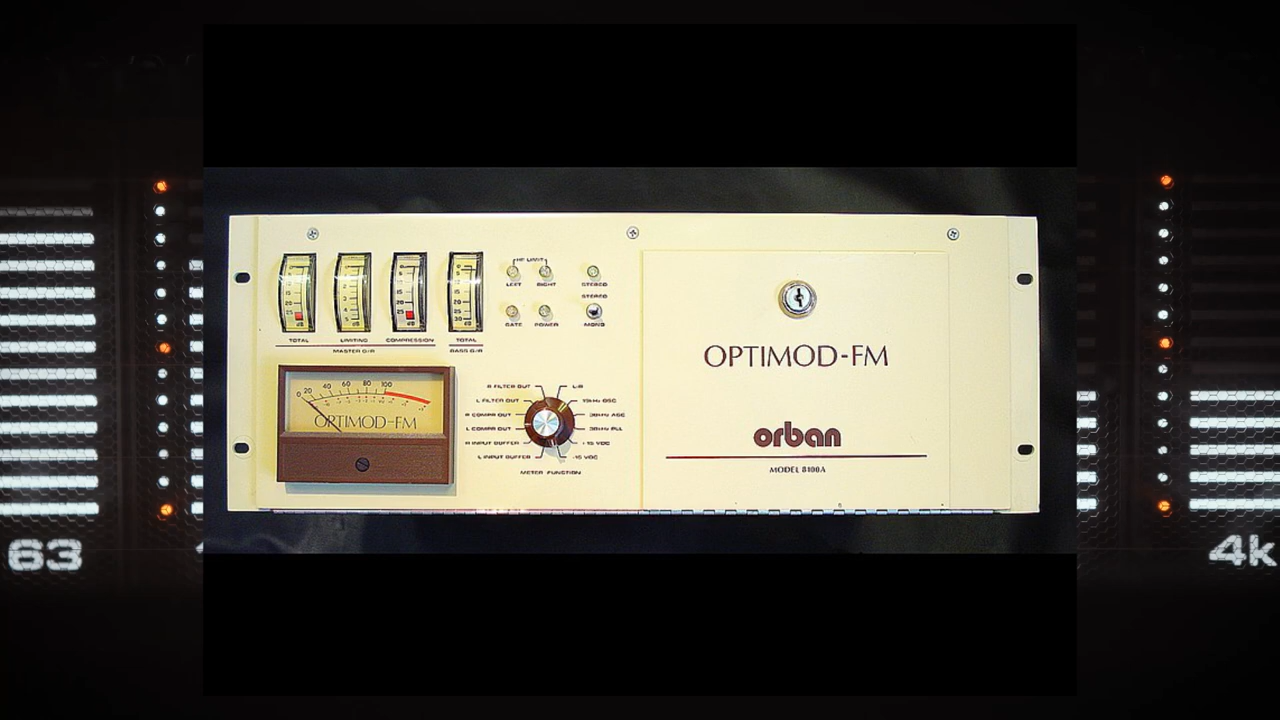 HF LIMIT
LEFT RIGHT STEREO
STEREO
GATE POWER MONO
TOTAL LIMITING COMPRESSION TOTAL
MASTER G/R BASS G/R
0 20 40 60 80 100
OPTIMOD-FM
R FILTER OUT L-R
L FILTER OUT 19kHz OSC
R COMPR OUT 38kHz AGC
L COMPR OUT 38kHz PLL
R INPUT BUFFER +15 VDC
L INPUT BUFFER -15 VDC
METER FUNCTION
OPTIMOD-FM
orban
MODEL 8100A
63
4k